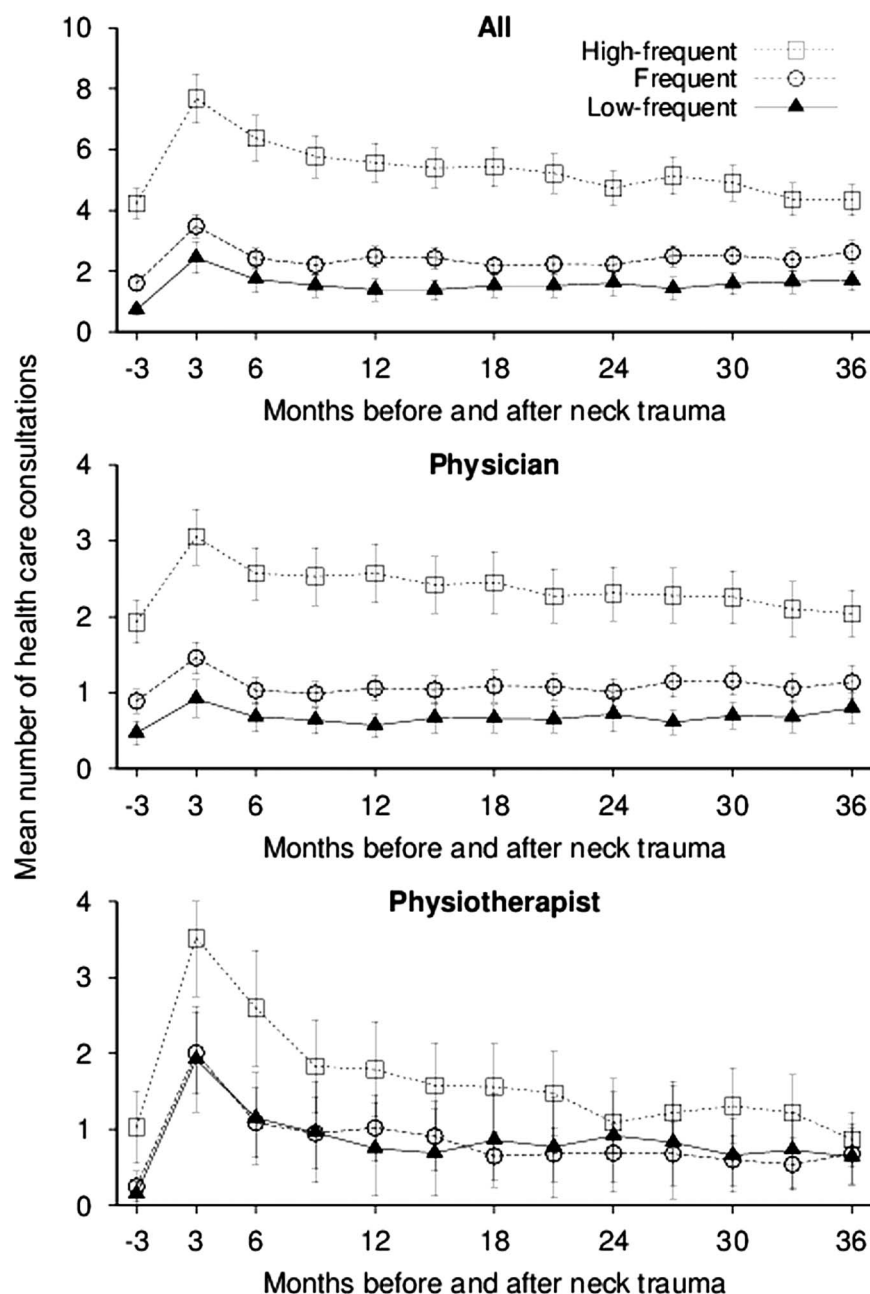 Mean number of health care consultations
All
High-frequent
Frequent
Low-frequent
10
8
6
4
2
0
-3 3 6 12 18 24 30 36
Months before and after neck trauma
Physician
4
3
2
1
0
-3 3 6 12 18 24 30 36
Months before and after neck trauma
Physiotherapist
4
3
2
1
0
-3 3 6 12 18 24 30 36
Months before and after neck trauma